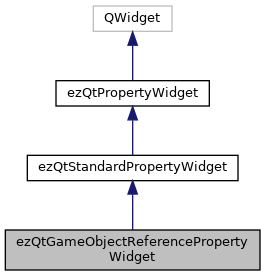 QWidget
ezQtPropertyWidget
ezQtStandardPropertyWidget
ezQtGameObjectReferenceProperty
Widget